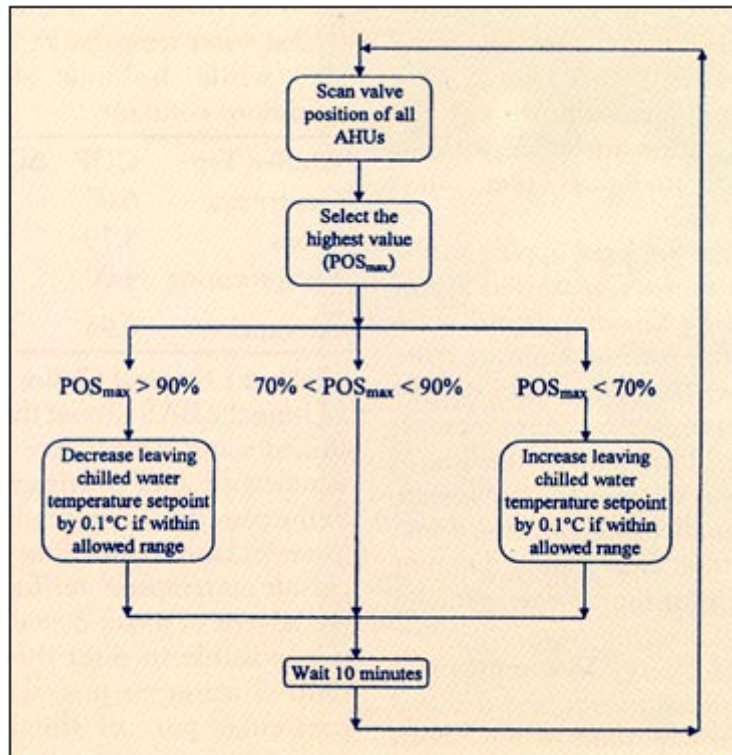 Scan valve
position of all
AHUs
Select the
highest value
(POSmax)
POSmax > 90%
70% < POSmax < 90%
POSmax < 70%
Decrease leaving
chilled water
temperature setpoint
by 0.1°C if within
allowed range
Increase leaving
chilled water
temperature setpoint
by 0.1°C if within
allowed range
Wait 10 minutes